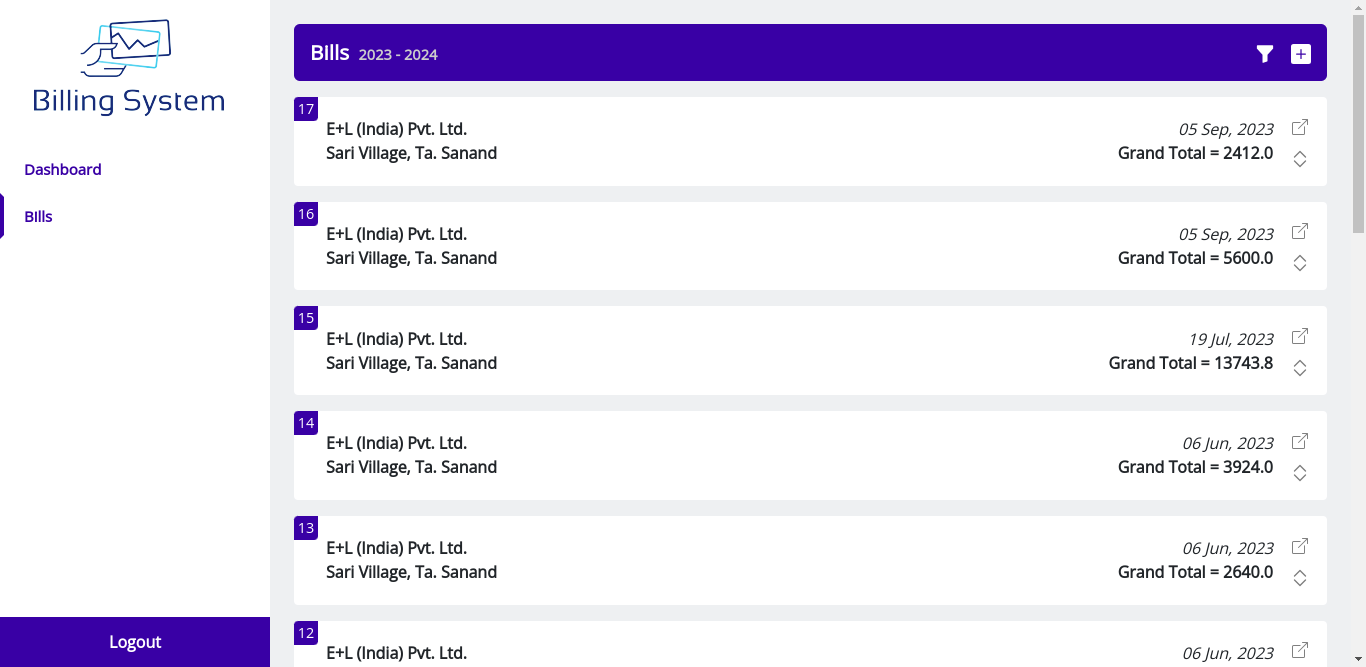 Billing System
Dashboard
BIlls
Logout
BIlls 2023 - 2024
17
E+L (India) Pvt. Ltd.
05 Sep, 2023
Sari Village, Ta. Sanand
Grand Total = 2412.0
16
E+L (India) Pvt. Ltd.
05 Sep, 2023
Sari Village, Ta. Sanand
Grand Total = 5600.0
15
E+L (India) Pvt. Ltd.
19 Jul, 2023
Sari Village, Ta. Sanand
Grand Total = 13743.8
14
E+L (India) Pvt. Ltd.
06 Jun, 2023
Sari Village, Ta. Sanand
Grand Total = 3924.0
13
E+L (India) Pvt. Ltd.
06 Jun, 2023
Sari Village, Ta. Sanand
Grand Total = 2640.0
12
E+L (India) Pvt. Ltd.
06 Jun, 2023